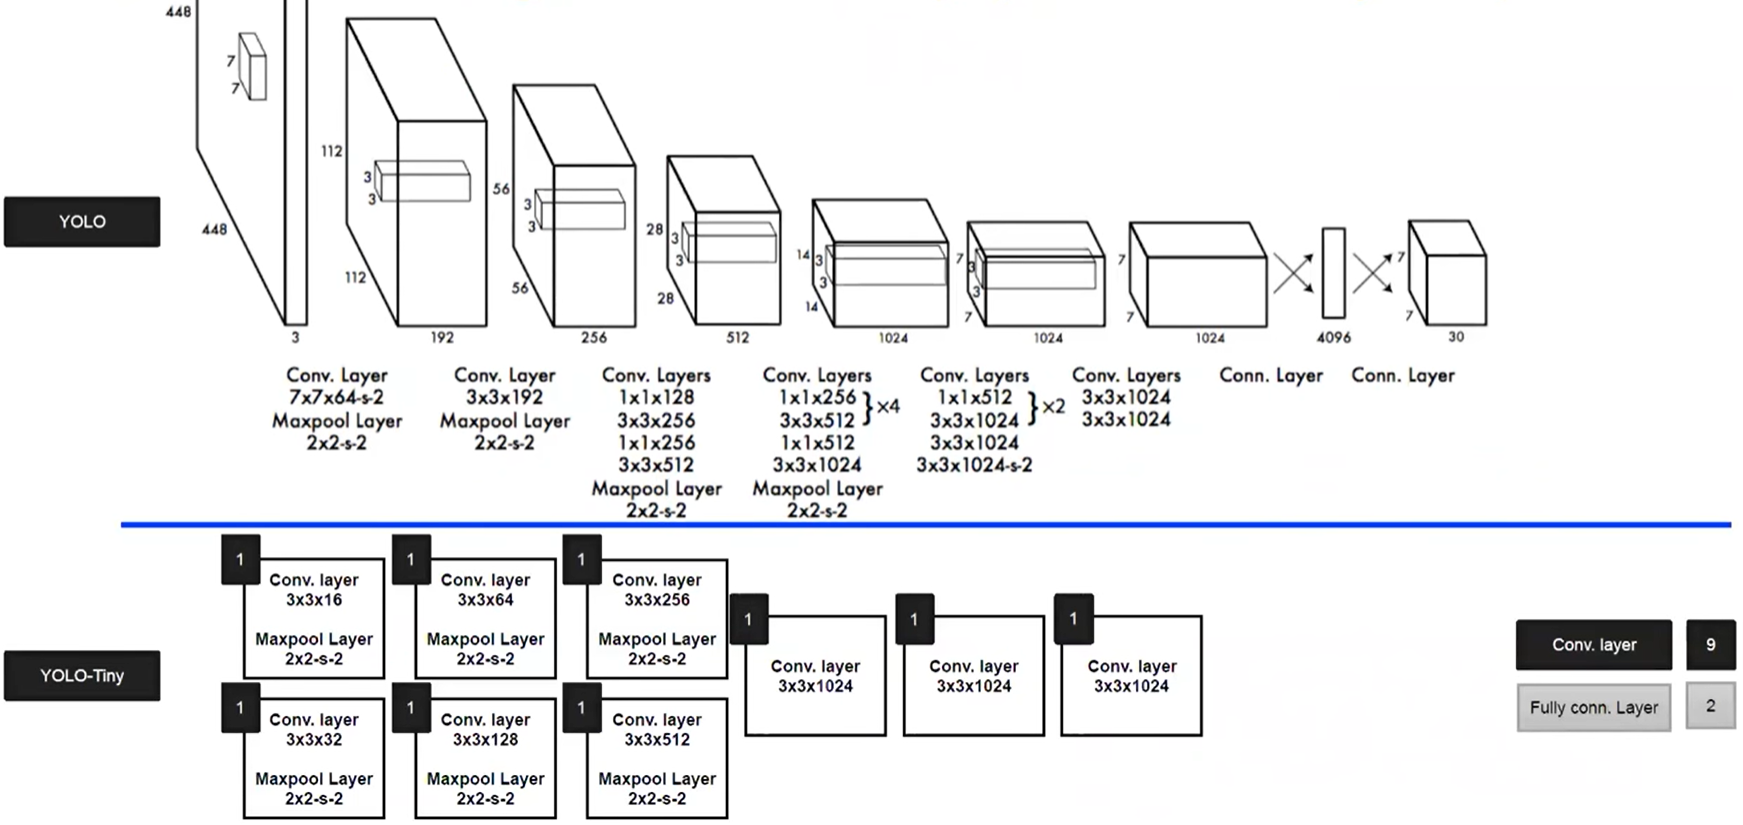 448
7
7
448
3
112
3
3
112
192
56
3
3
56
256
28
3
3
28
512
14
3
3
14
1024
7
3
3
7
1024
7
7
1024
4096
7
7
30
YOLO
Conv. Layer
7x7x64-s-2
Maxpool Layer
2x2-s-2
Conv. Layer
3x3x192
Maxpool Layer
2x2-s-2
Conv. Layers
1x1x128
3x3x256
1x1x256
3x3x512
Maxpool Layer
2x2-s-2
Conv. Layers
1x1x256
3x3x512
}×4
1x1x512
3x3x1024
Maxpool Layer
2x2-s-2
Conv. Layers
1x1x512
3x3x1024
}×2
3x3x1024
3x3x1024-s-2
Conv. Layers
3x3x1024
3x3x1024
Conn. Layer
Conn. Layer
YOLO-Tiny
1
Conv. layer
3x3x16
Maxpool Layer
2x2-s-2
1
Conv. layer
3x3x32
Maxpool Layer
2x2-s-2
1
Conv. layer
3x3x64
Maxpool Layer
2x2-s-2
1
Conv. layer
3x3x128
Maxpool Layer
2x2-s-2
1
Conv. layer
3x3x256
Maxpool Layer
2x2-s-2
1
Conv. layer
3x3x512
Maxpool Layer
2x2-s-2
1
Conv. layer
3x3x1024
1
Conv. layer
3x3x1024
1
Conv. layer
3x3x1024
Conv. layer 9
Fully conn. Layer 2